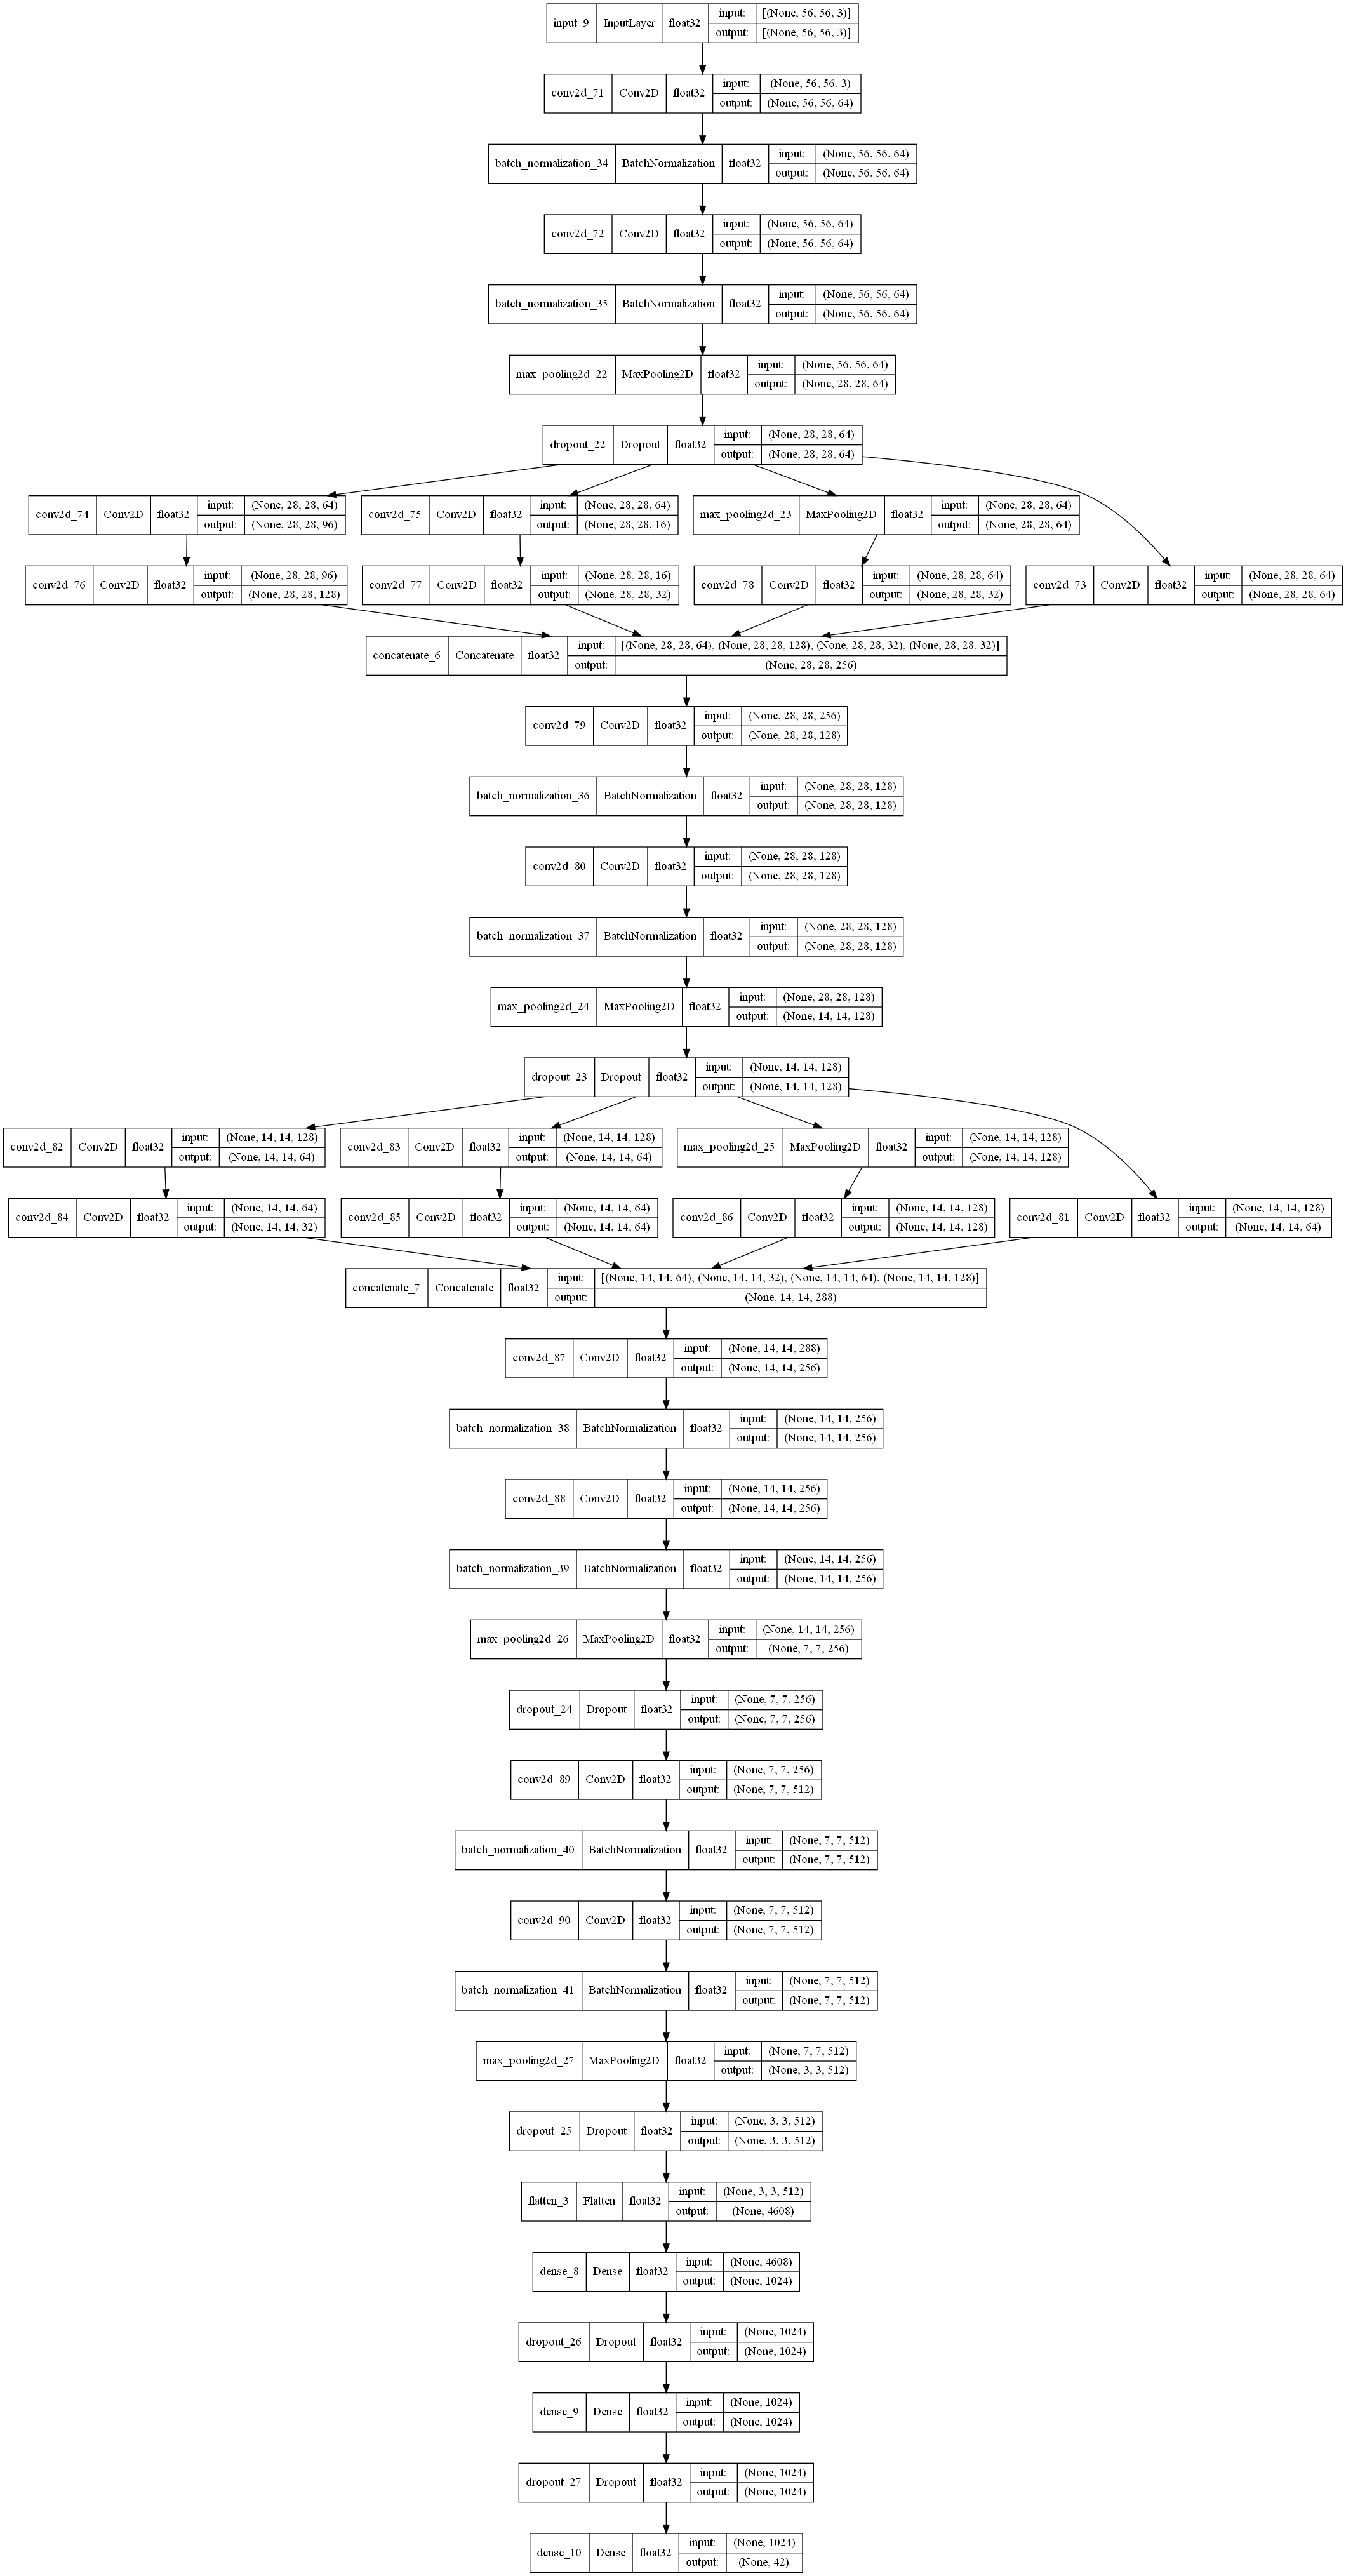 input_9 InputLayer float32 input: [(None, 56, 56, 3)]
output: [(None, 56, 56, 3)]
conv2d_71 Conv2D float32 input: (None, 56, 56, 3)
output: (None, 56, 56, 64)
batch_normalization_34 BatchNormalization float32 input: (None, 56, 56, 64)
output: (None, 56, 56, 64)
conv2d_72 Conv2D float32 input: (None, 56, 56, 64)
output: (None, 56, 56, 64)
batch_normalization_35 BatchNormalization float32 input: (None, 56, 56, 64)
output: (None, 56, 56, 64)
max_pooling2d_22 MaxPooling2D float32 input: (None, 56, 56, 64)
output: (None, 28, 28, 64)
dropout_22 Dropout float32 input: (None, 28, 28, 64)
output: (None, 28, 28, 64)
conv2d_74 Conv2D float32 input: (None, 28, 28, 64)
output: (None, 28, 28, 96)
conv2d_75 Conv2D float32 input: (None, 28, 28, 64)
output: (None, 28, 28, 16)
max_pooling2d_23 MaxPooling2D float32 input: (None, 28, 28, 64)
output: (None, 28, 28, 64)
conv2d_76 Conv2D float32 input: (None, 28, 28, 96)
output: (None, 28, 28, 128)
conv2d_77 Conv2D float32 input: (None, 28, 28, 16)
output: (None, 28, 28, 32)
conv2d_78 Conv2D float32 input: (None, 28, 28, 64)
output: (None, 28, 28, 32)
conv2d_73 Conv2D float32 input: (None, 28, 28, 64)
output: (None, 28, 28, 64)
concatenate_6 Concatenate float32 input: [(None, 28, 28, 64), (None, 28, 28, 128), (None, 28, 28, 32), (None, 28, 28, 32)]
output: (None, 28, 28, 256)
conv2d_79 Conv2D float32 input: (None, 28, 28, 256)
output: (None, 28, 28, 128)
batch_normalization_36 BatchNormalization float32 input: (None, 28, 28, 128)
output: (None, 28, 28, 128)
conv2d_80 Conv2D float32 input: (None, 28, 28, 128)
output: (None, 28, 28, 128)
batch_normalization_37 BatchNormalization float32 input: (None, 28, 28, 128)
output: (None, 28, 28, 128)
max_pooling2d_24 MaxPooling2D float32 input: (None, 28, 28, 128)
output: (None, 14, 14, 128)
dropout_23 Dropout float32 input: (None, 14, 14, 128)
output: (None, 14, 14, 128)
conv2d_82 Conv2D float32 input: (None, 14, 14, 128)
output: (None, 14, 14, 64)
conv2d_83 Conv2D float32 input: (None, 14, 14, 128)
output: (None, 14, 14, 64)
max_pooling2d_25 MaxPooling2D float32 input: (None, 14, 14, 128)
output: (None, 14, 14, 128)
conv2d_84 Conv2D float32 input: (None, 14, 14, 64)
output: (None, 14, 14, 32)
conv2d_85 Conv2D float32 input: (None, 14, 14, 64)
output: (None, 14, 14, 64)
conv2d_86 Conv2D float32 input: (None, 14, 14, 128)
output: (None, 14, 14, 128)
conv2d_81 Conv2D float32 input: (None, 14, 14, 128)
output: (None, 14, 14, 64)
concatenate_7 Concatenate float32 input: [(None, 14, 14, 64), (None, 14, 14, 32), (None, 14, 14, 64), (None, 14, 14, 128)]
output: (None, 14, 14, 288)
conv2d_87 Conv2D float32 input: (None, 14, 14, 288)
output: (None, 14, 14, 256)
batch_normalization_38 BatchNormalization float32 input: (None, 14, 14, 256)
output: (None, 14, 14, 256)
conv2d_88 Conv2D float32 input: (None, 14, 14, 256)
output: (None, 14, 14, 256)
batch_normalization_39 BatchNormalization float32 input: (None, 14, 14, 256)
output: (None, 14, 14, 256)
max_pooling2d_26 MaxPooling2D float32 input: (None, 14, 14, 256)
output: (None, 7, 7, 256)
dropout_24 Dropout float32 input: (None, 7, 7, 256)
output: (None, 7, 7, 256)
conv2d_89 Conv2D float32 input: (None, 7, 7, 256)
output: (None, 7, 7, 512)
batch_normalization_40 BatchNormalization float32 input: (None, 7, 7, 512)
output: (None, 7, 7, 512)
conv2d_90 Conv2D float32 input: (None, 7, 7, 512)
output: (None, 7, 7, 512)
batch_normalization_41 BatchNormalization float32 input: (None, 7, 7, 512)
output: (None, 7, 7, 512)
max_pooling2d_27 MaxPooling2D float32 input: (None, 7, 7, 512)
output: (None, 3, 3, 512)
dropout_25 Dropout float32 input: (None, 3, 3, 512)
output: (None, 3, 3, 512)
flatten_3 Flatten float32 input: (None, 3, 3, 512)
output: (None, 4608)
dense_8 Dense float32 input: (None, 4608)
output: (None, 1024)
dropout_26 Dropout float32 input: (None, 1024)
output: (None, 1024)
dense_9 Dense float32 input: (None, 1024)
output: (None, 1024)
dropout_27 Dropout float32 input: (None, 1024)
output: (None, 1024)
dense_10 Dense float32 input: (None, 1024)
output: (None, 42)